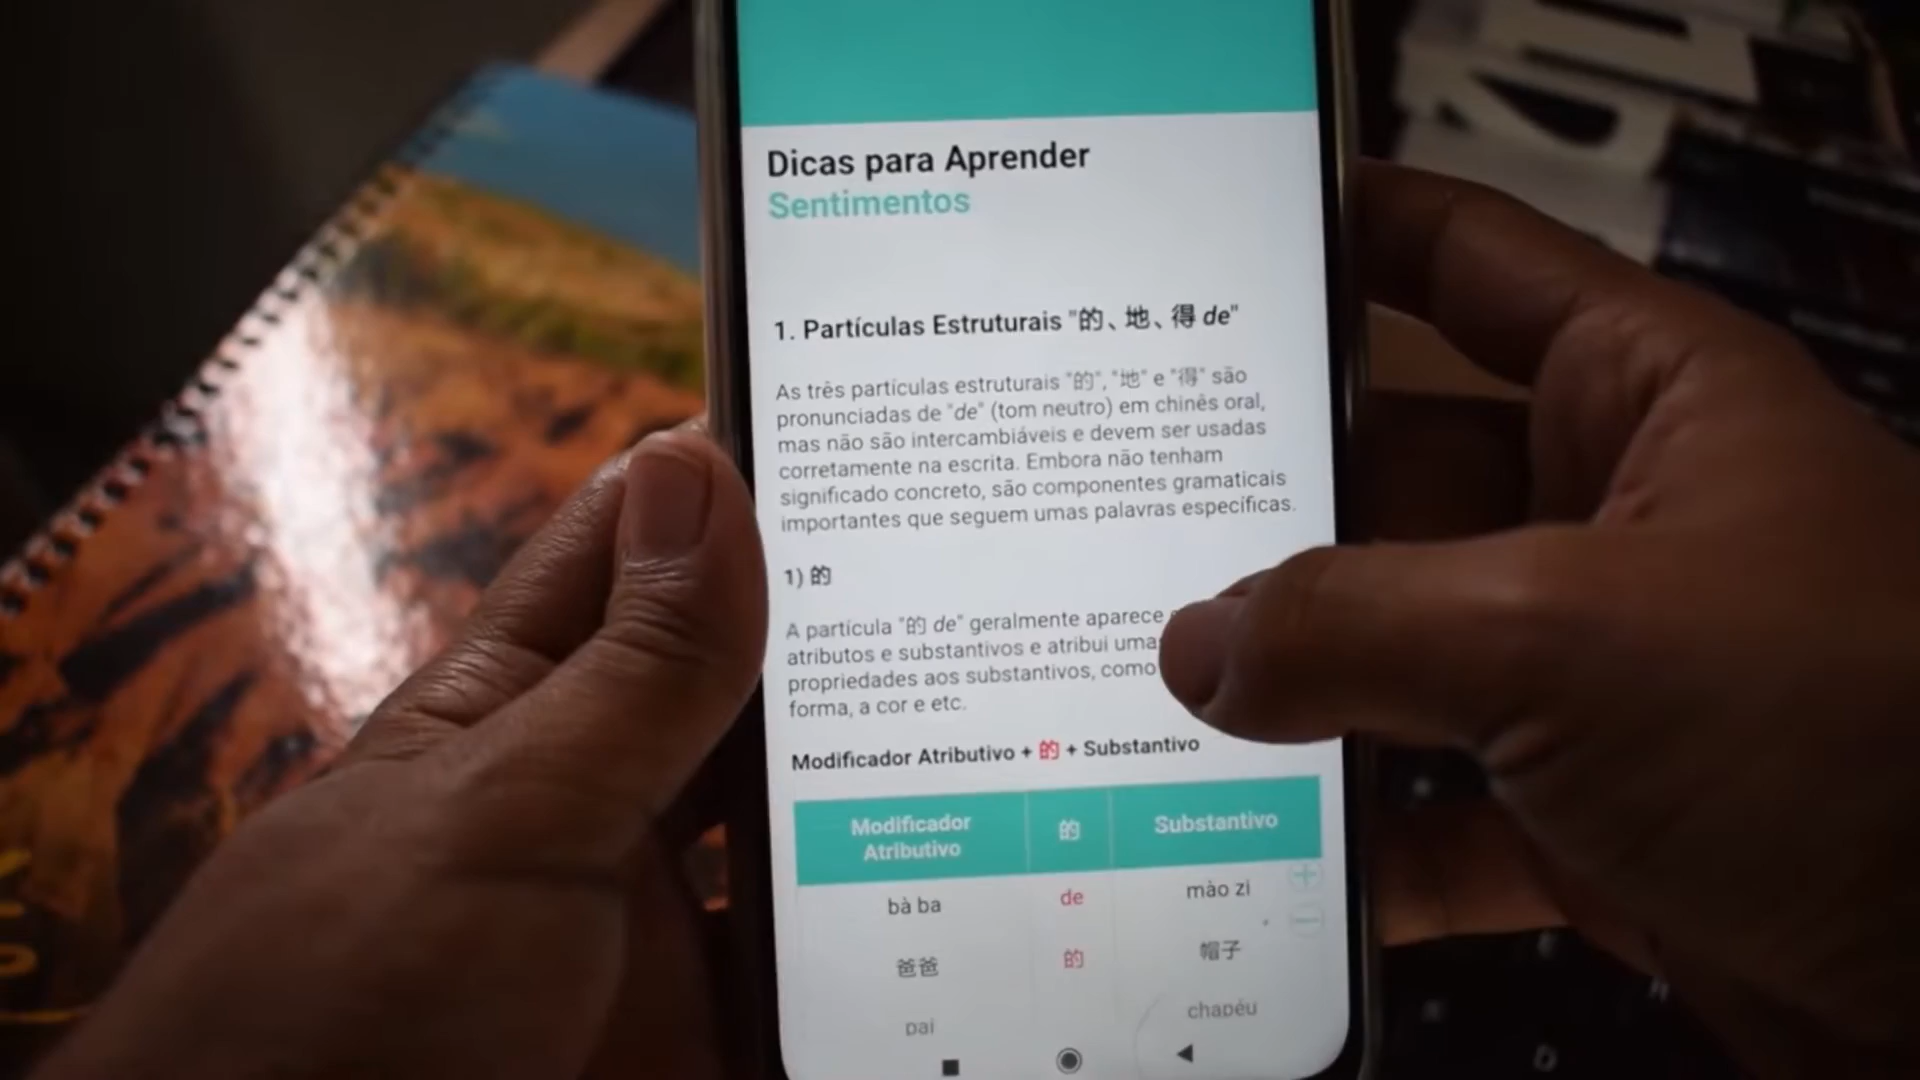 Dicas para Aprender
Sentimentos
1. Partículas Estruturais "的、地、得 de"
As três partículas estruturais "的", "地" e "得" são
pronunciadas de "de" (tom neutro) em chinês oral,
mas não são intercambiáveis e devem ser usadas
corretamente na escrita. Embora não tenham
significado concreto, são componentes gramaticais
importantes que seguem umas palavras específicas.
1) 的
A partícula "的 de" geralmente aparece
atributos e substantivos e atribui uma
propriedades aos substantivos, como
forma, a cor e etc.
Modificador Atributivo + 的 + Substantivo
Modificador Atributivo 的 Substantivo
bà ba de mào zi
爸爸 的 帽子
pai chapéu